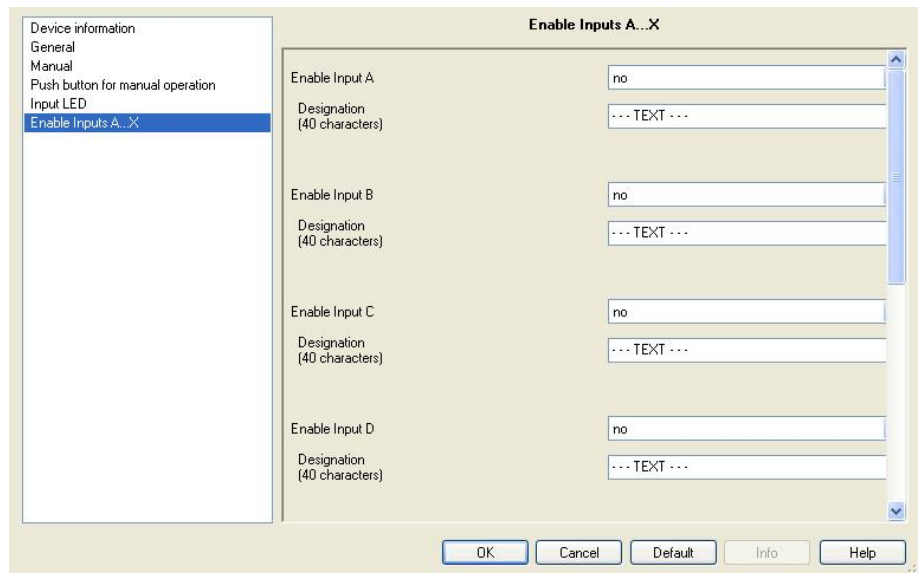 Device information
General
Manual
Push button for manual operation
Input LED
Enable Inputs A...X
Enable Inputs A...X
Enable Input A
no
Designation
(40 characters)
- - - TEXT - - -
Enable Input B
no
Designation
(40 characters)
- - - TEXT - - -
Enable Input C
no
Designation
(40 characters)
- - - TEXT - - -
Enable Input D
no
Designation
(40 characters)
- - - TEXT - - -
OK
Cancel
Default
Info
Help